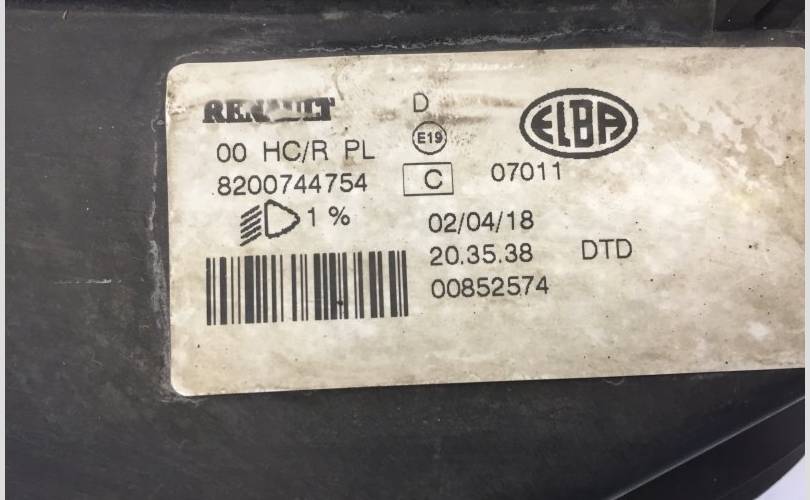 RENAULT
D
E19
ELBA
00 HC/R PL
8200744754
C
07011
1 %
02/04/18
20.35.38 DTD
00852574